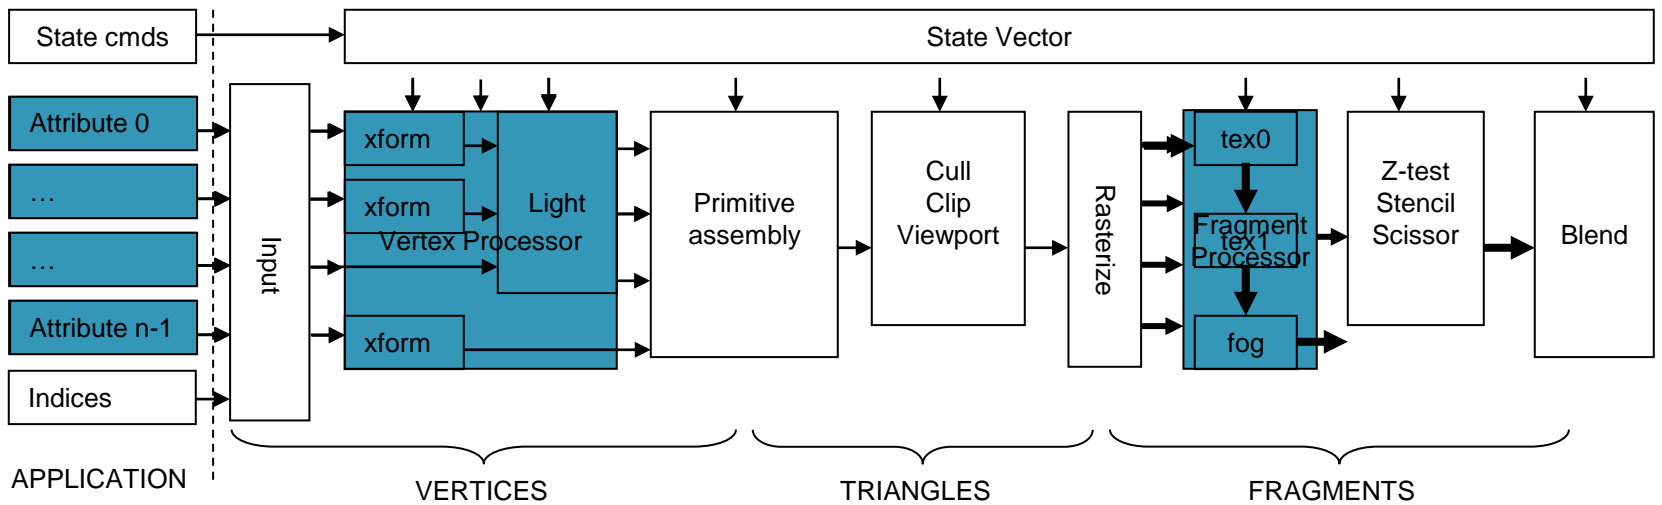 State cmds
State Vector
Attribute 0
…
…
Attribute n-1
Indices
Input
xform
xform
xform
Light
Vertex Processor
Primitive
assembly
Cull
Clip
Viewport
Rasterize
tex0
tex1
Fragment
Processor
fog
Z-test
Stencil
Scissor
Blend
APPLICATION
VERTICES
TRIANGLES
FRAGMENTS